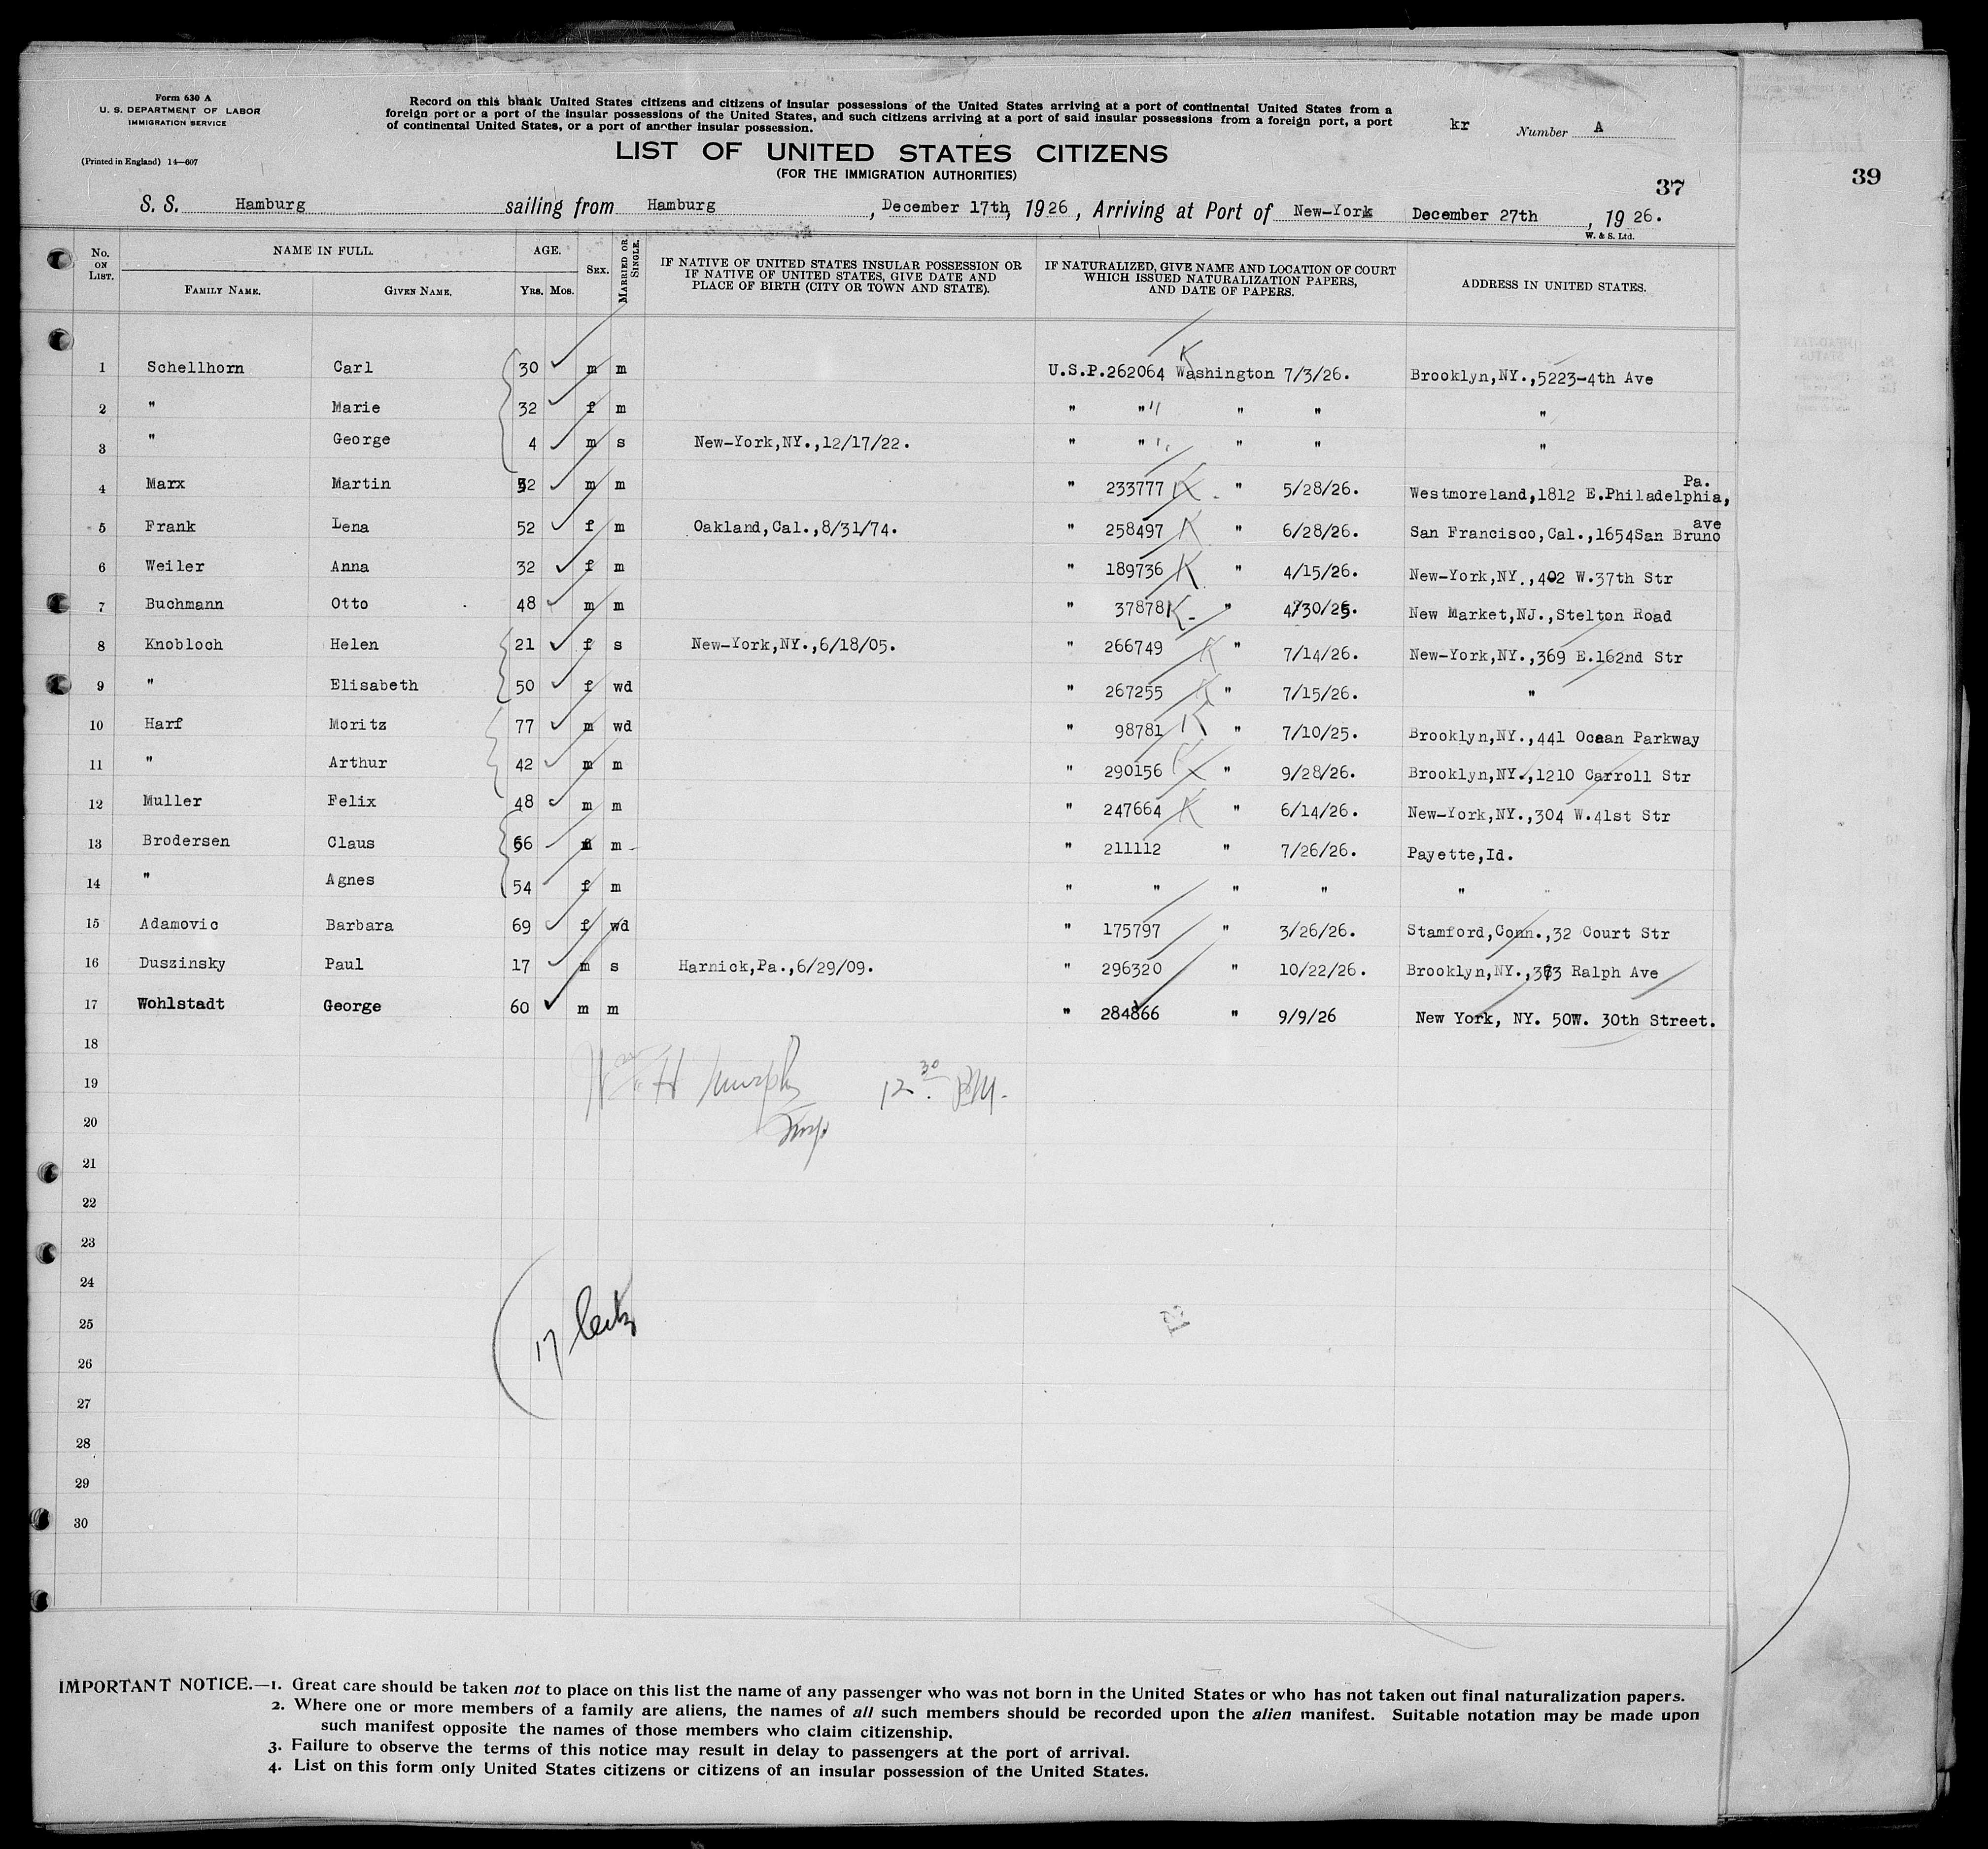 Form 630 A
U. S. DEPARTMENT OF LABOR
IMMIGRATION SERVICE
(Printed in England) 14—607
Record on this blank United States citizens and citizens of insular possessions of the United States arriving at a port of continental United States from a
foreign port or a port of the insular possessions of the United States, and such citizens arriving at a port of said insular possessions from a foreign port, a port
of continental United States, or a port of another insular possession.
kr Number A
LIST OF UNITED STATES CITIZENS
(FOR THE IMMIGRATION AUTHORITIES)
37
39
S. S. Hamburg sailing from Hamburg, December 17th, 1926, Arriving at Port of New-York December 27th, 1926.
W. & S. Ltd.
No. ON LIST.
NAME IN FULL.
FAMILY NAME. GIVEN NAME.
AGE.
YRS. MOS.
SEX.
MARRIED OR SINGLE.
IF NATIVE OF UNITED STATES INSULAR POSSESSION OR
IF NATIVE OF UNITED STATES, GIVE DATE AND
PLACE OF BIRTH (CITY OR TOWN AND STATE).
IF NATURALIZED, GIVE NAME AND LOCATION OF COURT
WHICH ISSUED NATURALIZATION PAPERS,
AND DATE OF PAPERS.
ADDRESS IN UNITED STATES.
1 Schellhorn Carl 30 m m U.S.P.262064 K Washington 7/3/26. Brooklyn,NY.,5223-4th Ave
2 " Marie 32 f m " " " " "
3 " George 4 m s New-York,NY.,12/17/22. " " " " "
4 Marx Martin 52 m m " 233777 K " 5/28/26. Westmoreland,1812 E.Philadelphia, Pa.
5 Frank Lena 52 f m Oakland,Cal.,8/31/74. " 258497 K " 6/28/26. San Francisco,Cal.,1654San Bruno ave
6 Weiler Anna 32 f m " 189736 K " 4/15/26. New-York,NY.,402 W.37th Str
7 Buchmann Otto 48 m m " 37878 K " 4/30/25. New Market,NJ.,Stelton Road
8 Knobloch Helen 21 f s New-York,NY.,6/18/05. " 266749 K " 7/14/26. New-York,NY.,369 E.162nd Str
9 " Elisabeth 50 f wd " 267255 K " 7/15/26. "
10 Harf Moritz 77 m wd " 98781 K " 7/10/25. Brooklyn,NY.,441 Ocean Parkway
11 " Arthur 42 m m " 290156 K " 9/28/26. Brooklyn,NY.,1210 Carroll Str
12 Muller Felix 48 m m " 247664 K " 6/14/26. New-York,NY.,304 W.41st Str
13 Brodersen Claus 66 m m " 211112 " 7/26/26. Payette,Id.
14 " Agnes 54 f m " " " " "
15 Adamovic Barbara 69 f wd " 175797 " 3/26/26. Stamford,Conn.,32 Court Str
16 Duszinsky Paul 17 m s Harnick,Pa.,6/29/09. " 296320 " 10/22/26. Brooklyn,NY.,373 Ralph Ave
17 Wohlstadt George 60 m m " 284866 " 9/9/26 New York, NY. 50W. 30th Street.
18
19 H Murphy 12.30 PM.
20 Insp
21
22
23
24
25 17
26
27
28
29
30
IMPORTANT NOTICE.—1. Great care should be taken not to place on this list the name of any passenger who was not born in the United States or who has not taken out final naturalization papers.
2. Where one or more members of a family are aliens, the names of all such members should be recorded upon the alien manifest. Suitable notation may be made upon
such manifest opposite the names of those members who claim citizenship.
3. Failure to observe the terms of this notice may result in delay to passengers at the port of arrival.
4. List on this form only United States citizens or citizens of an insular possession of the United States.